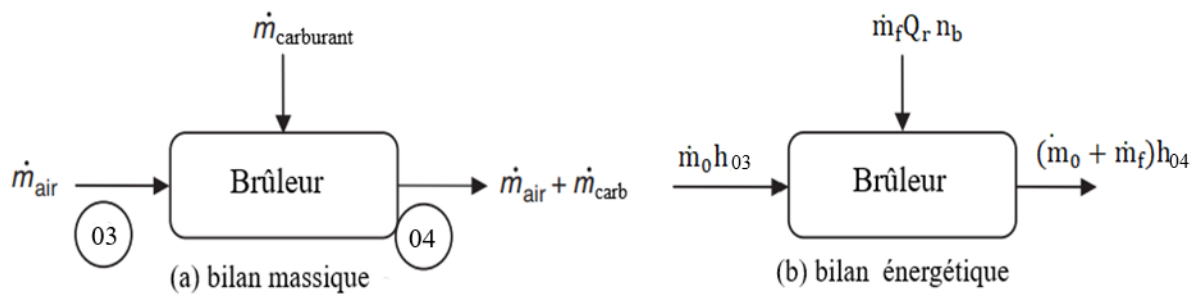 ṁcarburant
ṁair
03
Brûleur
04
ṁair + ṁcarb
(a) bilan massique
ṁfQr nb
ṁ0h03
Brûleur
(ṁ0 + ṁf)h04
(b) bilan énergétique